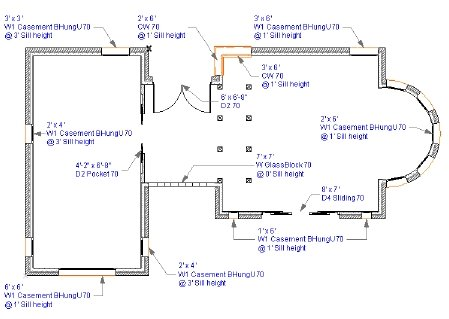 3' x 3'
W1 Casement BHungU70
@ 3' Sill height
2' x 6'
CW 70
@ 1' Sill height
3' x 6'
W1 Casement BHungU70
@ 1' Sill height
3' x 6'
CW 70
@ 1' Sill height
6' x 6'-8"
D2 70
2' x 4'
W1 Casement BHungU70
@ 3' Sill height
2' x 6'
W1 Casement BHungU70
@ 1' Sill height
4'-2" x 6'-8"
D2 Pocket 70
7' x 7'
W GlassBlock 70
@ 0' Sill height
8' x 7'
D4 Sliding 70
1' x 6'
W1 Casement BHungU70
@ 1' Sill height
2' x 4'
W1 Casement BHungU70
@ 3' Sill height
6' x 6'
W1 Casement BHungU70
@ 1' Sill height